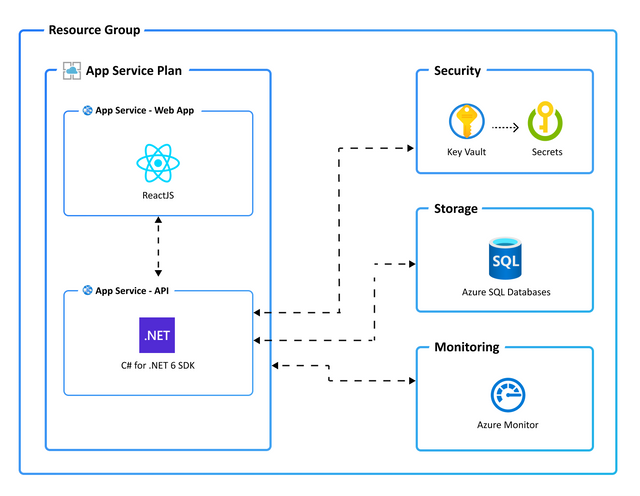 Resource Group
App Service Plan
App Service - Web App
ReactJS
App Service - API
.NET
C# for .NET 6 SDK
Security
Key Vault
Secrets
Storage
SQL
Azure SQL Databases
Monitoring
Azure Monitor